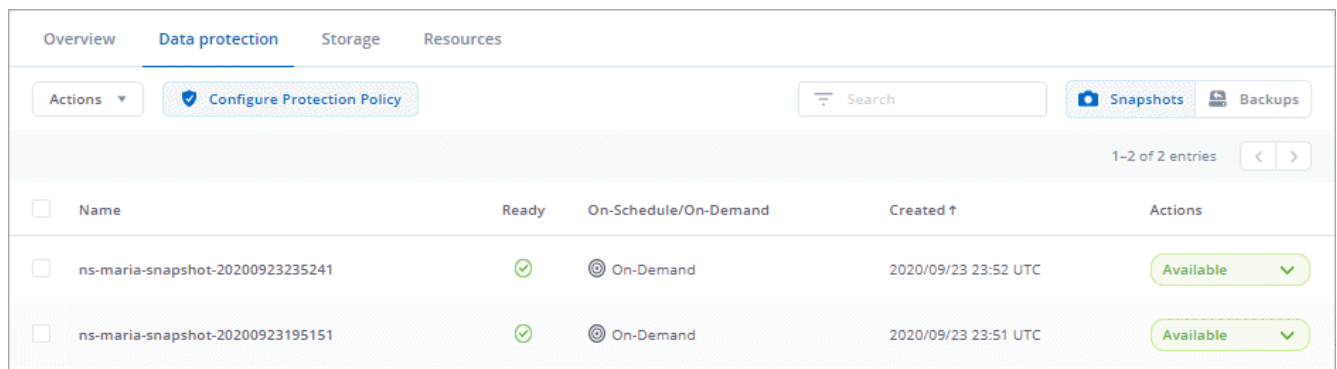 Overview Data protection Storage Resources
Actions Configure Protection Policy Search Snapshots Backups
1–2 of 2 entries < >
Name Ready On-Schedule/On-Demand Created ↑ Actions
ns-maria-snapshot-20200923235241 On-Demand 2020/09/23 23:52 UTC Available
ns-maria-snapshot-20200923195151 On-Demand 2020/09/23 23:51 UTC Available